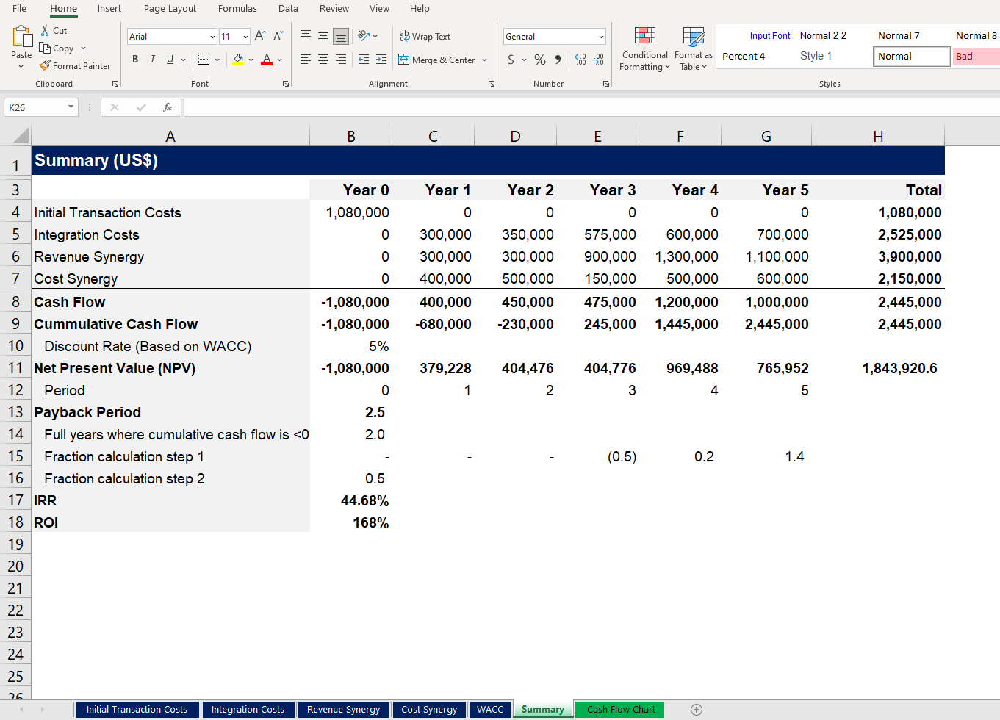 File Home Insert Page Layout Formulas Data Review View Help
Cut Arial 11 A^ A˅ ab Wrap Text General Input Font Normal 2 2 Normal 7 Normal 8
Paste Copy B I U A Merge & Center $ % 9 .00 .00 Conditional Formatting Format as Table Percent 4 Style 1 Normal Bad
Format Painter
Clipboard Font Alignment Number Styles
K26 fx
A B C D E F G H
1 Summary (US$)
3 Year 0 Year 1 Year 2 Year 3 Year 4 Year 5 Total
4 Initial Transaction Costs 1,080,000 0 0 0 0 0 1,080,000
5 Integration Costs 0 300,000 350,000 575,000 600,000 700,000 2,525,000
6 Revenue Synergy 0 300,000 300,000 900,000 1,300,000 1,100,000 3,900,000
7 Cost Synergy 0 400,000 500,000 150,000 500,000 600,000 2,150,000
8 Cash Flow -1,080,000 400,000 450,000 475,000 1,200,000 1,000,000 2,445,000
9 Cummulative Cash Flow -1,080,000 -680,000 -230,000 245,000 1,445,000 2,445,000 2,445,000
10 Discount Rate (Based on WACC) 5%
11 Net Present Value (NPV) -1,080,000 379,228 404,476 404,776 969,488 765,952 1,843,920.6
12 Period 0 1 2 3 4 5
13 Payback Period 2.5
14 Full years where cumulative cash flow is <0 2.0
15 Fraction calculation step 1 - - - (0.5) 0.2 1.4
16 Fraction calculation step 2 0.5
17 IRR 44.68%
18 ROI 168%
19
20
21
22
23
24
25
26
Initial Transaction Costs Integration Costs Revenue Synergy Cost Synergy WACC Summary Cash Flow Chart